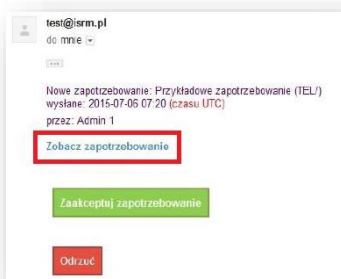 test@isrm.pl
do mnie
Nowe zapotrzebowanie: Przykładowe zapotrzebowanie (TEL/)
wysłane: 2015-07-06 07:20 (czasu UTC)
przez: Admin 1
Zobacz zapotrzebowanie
Zaakceptuj zapotrzebowanie
Odrzuć